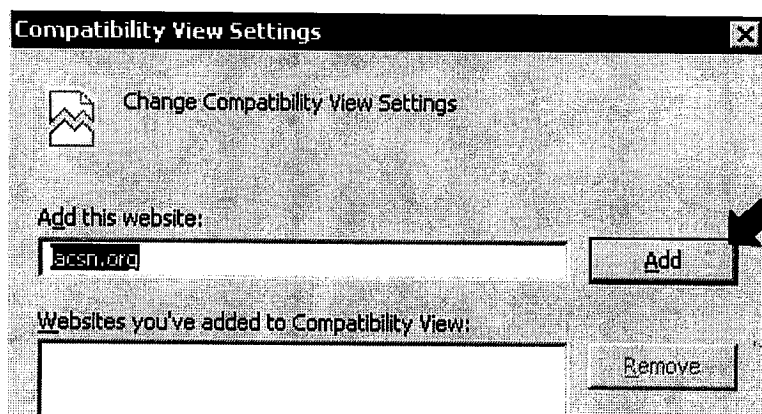 Compatibility View Settings
Change Compatibility View Settings
Add this website:
lacsn.org
Add
Websites you've added to Compatibility View:
Remove